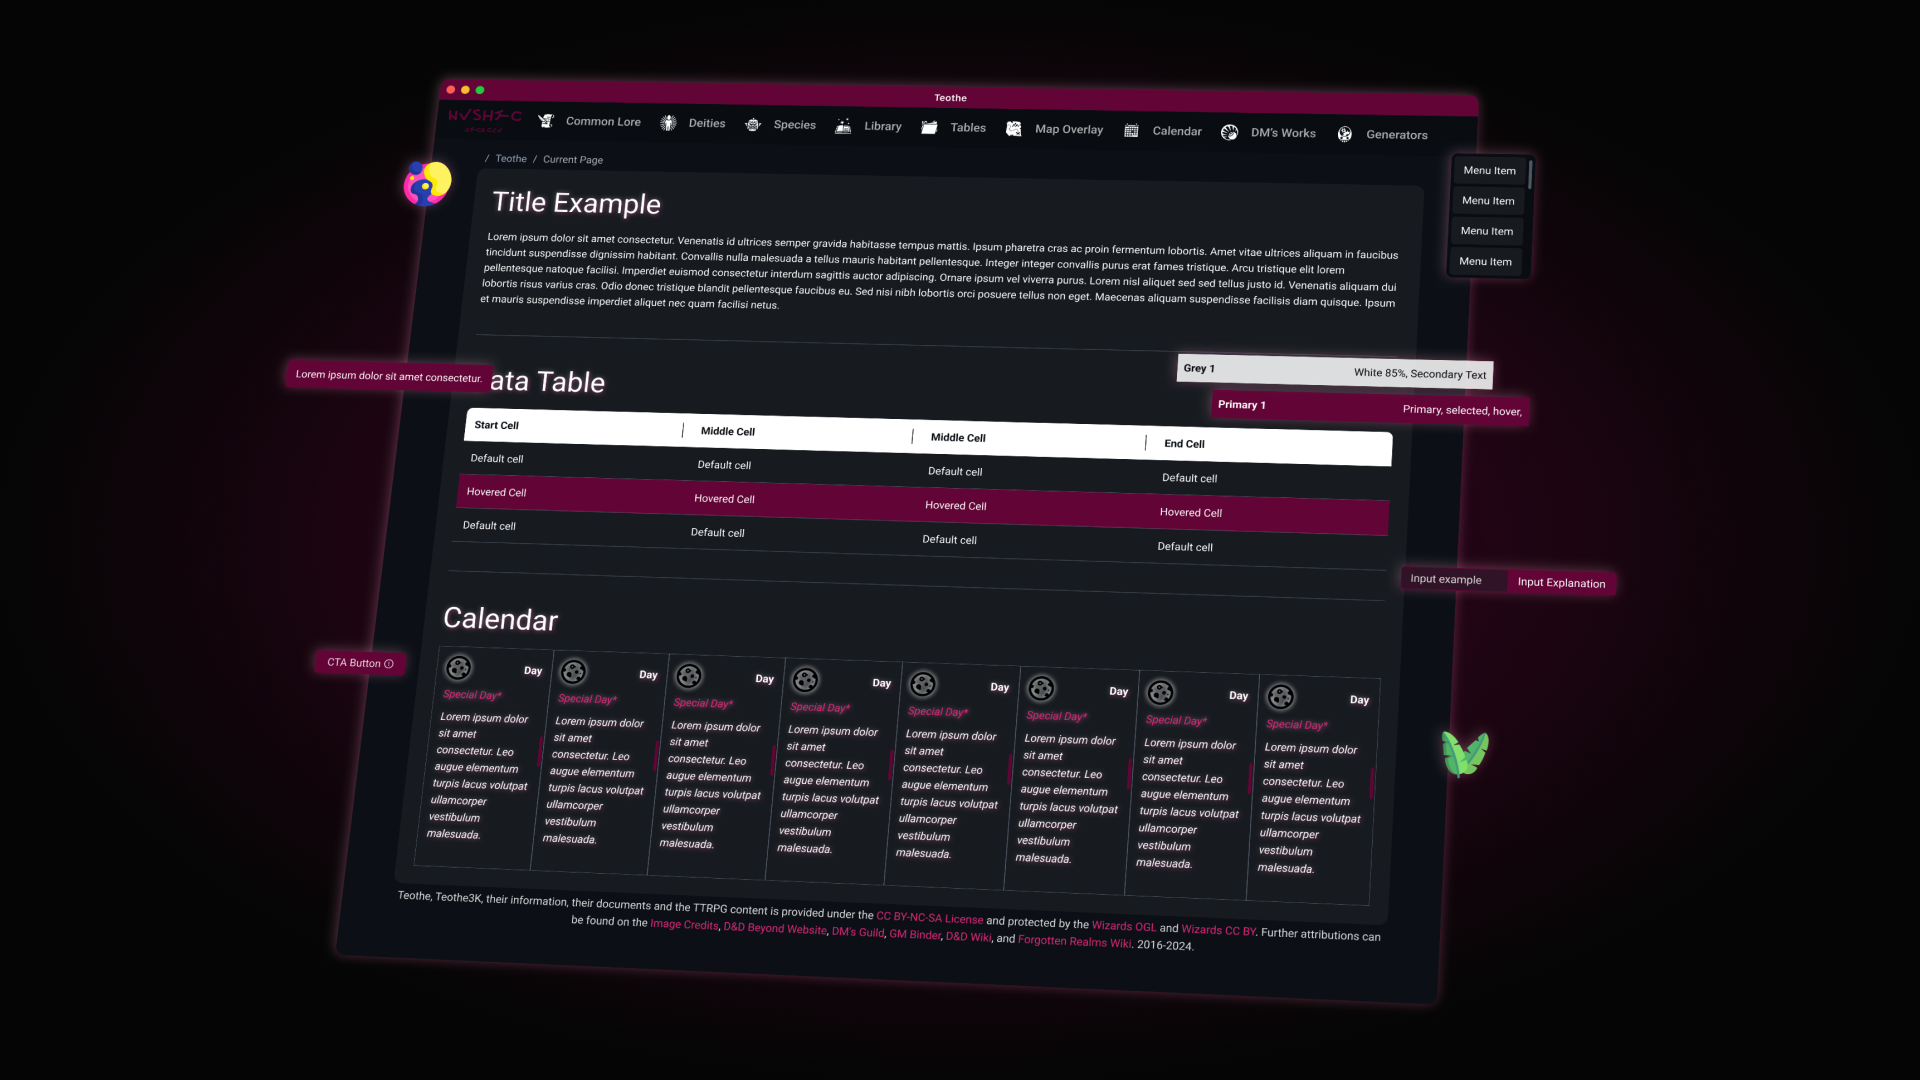 Teothe
Common Lore Deities Species Library Tables Map Overlay Calendar DM's Works Generators
/ Teothe / Current Page
Menu Item
Menu Item
Menu Item
Menu Item
Title Example
Lorem ipsum dolor sit amet consectetur. Venenatis id ultrices semper gravida habitasse tempus mattis. Ipsum pharetra cras ac proin fermentum lobortis. Amet vitae ultrices aliquam in faucibus
tincidunt suspendisse dignissim habitant. Convallis nulla malesuada a tellus mauris habitant pellentesque. Integer integer convallis purus erat fames tristique. Arcu tristique elit lorem
pellentesque natoque facilisi. Imperdiet euismod consectetur interdum sagittis auctor adipiscing. Ornare ipsum vel viverra purus. Lorem nisl aliquet sed sed tellus justo id. Venenatis aliquam dui
lobortis risus varius cras. Odio donec tristique blandit pellentesque faucibus eu. Sed nisi nibh lobortis orci posuere tellus non eget. Maecenas aliquam suspendisse facilisis diam quisque. Ipsum
et mauris suspendisse imperdiet aliquet nec quam facilisi netus.
Lorem ipsum dolor sit amet consectetur.
ata Table
Grey 1 White 85%, Secondary Text
Primary 1 Primary, selected, hover,
Start Cell Middle Cell Middle Cell End Cell
Default cell Default cell Default cell Default cell
Hovered Cell Hovered Cell Hovered Cell Hovered Cell
Default cell Default cell Default cell Default cell
Input example Input Explanation
Calendar
CTA Button
Day
Special Day*
Lorem ipsum dolor
sit amet
consectetur. Leo
augue elementum
turpis lacus volutpat
ullamcorper
vestibulum
malesuada.
Day
Special Day*
Lorem ipsum dolor
sit amet
consectetur. Leo
augue elementum
turpis lacus volutpat
ullamcorper
vestibulum
malesuada.
Day
Special Day*
Lorem ipsum dolor
sit amet
consectetur. Leo
augue elementum
turpis lacus volutpat
ullamcorper
vestibulum
malesuada.
Day
Special Day*
Lorem ipsum dolor
sit amet
consectetur. Leo
augue elementum
turpis lacus volutpat
ullamcorper
vestibulum
malesuada.
Day
Special Day*
Lorem ipsum dolor
sit amet
consectetur. Leo
augue elementum
turpis lacus volutpat
ullamcorper
vestibulum
malesuada.
Day
Special Day*
Lorem ipsum dolor
sit amet
consectetur. Leo
augue elementum
turpis lacus volutpat
ullamcorper
vestibulum
malesuada.
Day
Special Day*
Lorem ipsum dolor
sit amet
consectetur. Leo
augue elementum
turpis lacus volutpat
ullamcorper
vestibulum
malesuada.
Day
Special Day*
Lorem ipsum dolor
sit amet
consectetur. Leo
augue elementum
turpis lacus volutpat
ullamcorper
vestibulum
malesuada.
Teothe, Teothe3K, their information, their documents and the TTRPG content is provided under the CC BY-NC-SA License and protected by the Wizards OGL and Wizards CC BY. Further attributions can
be found on the Image Credits, D&D Beyond Website, DM's Guild, GM Binder, D&D Wiki, and Forgotten Realms Wiki. 2016-2024.